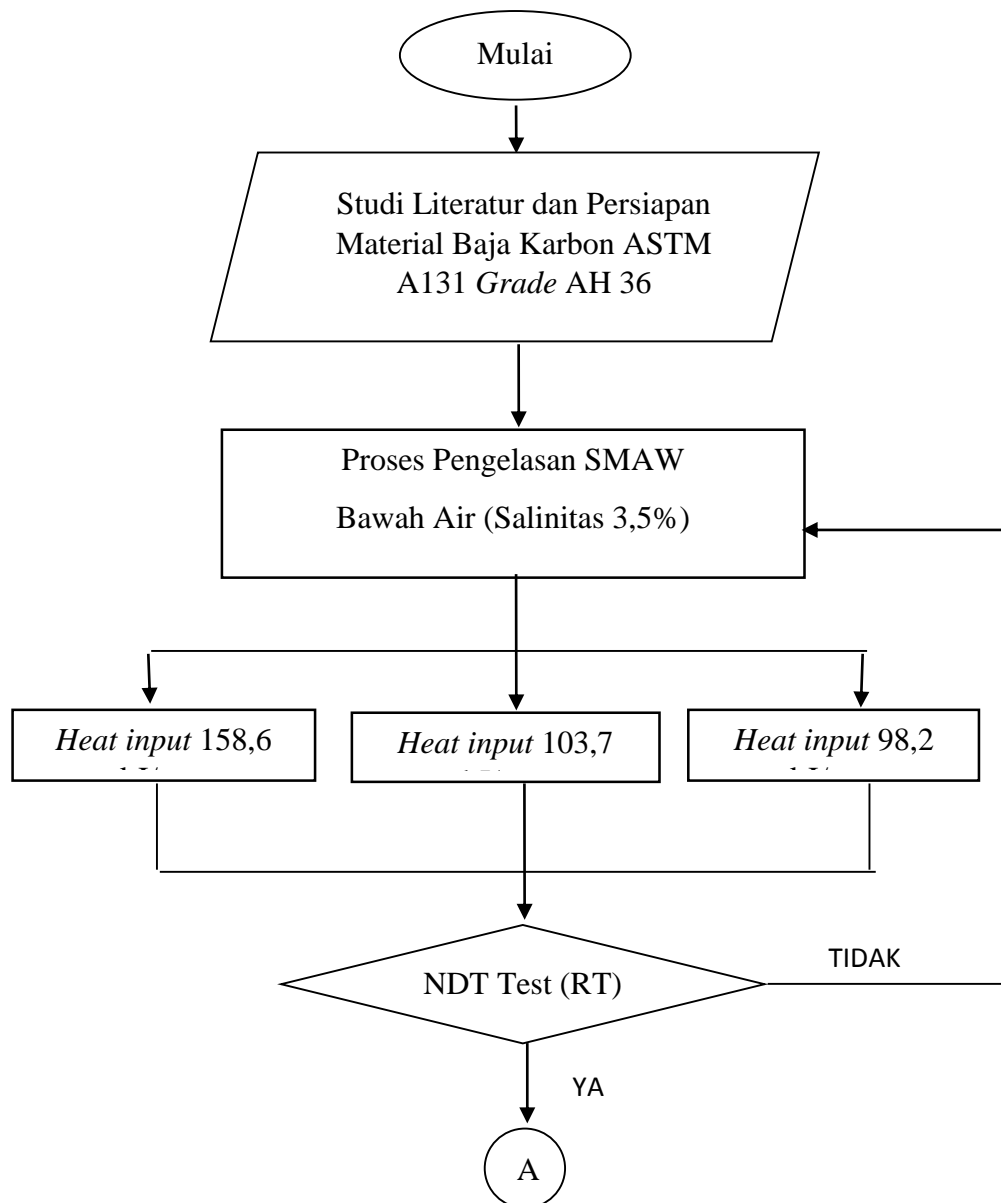 Mulai
Studi Literatur dan Persiapan
Material Baja Karbon ASTM
A131 Grade AH 36
Proses Pengelasan SMAW
Bawah Air (Salinitas 3,5%)
Heat input 158,6
Heat input 103,7
Heat input 98,2
NDT Test (RT)
TIDAK
YA
A